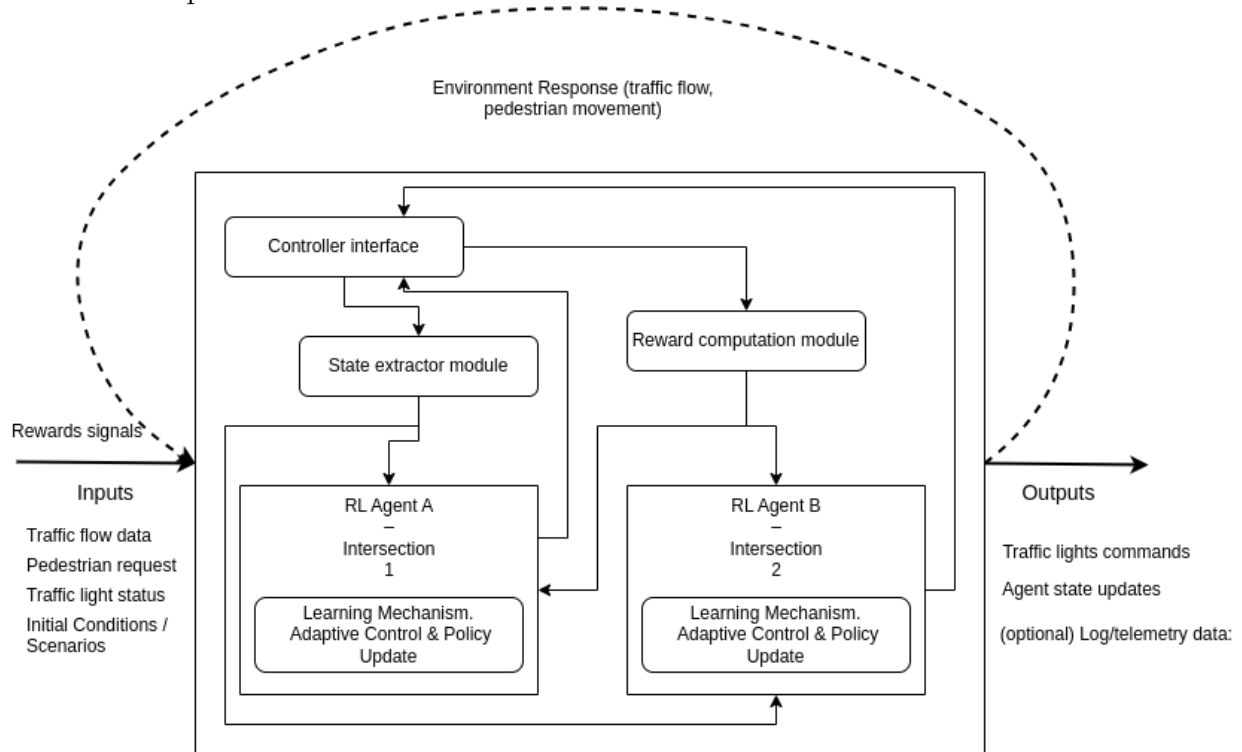 Environment Response (traffic flow,
pedestrian movement)
Controller interface
State extractor module
Reward computation module
Rewards signals
Inputs
Traffic flow data
Pedestrian request
Traffic light status
Initial Conditions /
Scenarios
RL Agent A
–
Intersection
1
Learning Mechanism.
Adaptive Control & Policy
Update
RL Agent B
–
Intersection
2
Learning Mechanism.
Adaptive Control & Policy
Update
Outputs
Traffic lights commands
Agent state updates
(optional) Log/telemetry data: